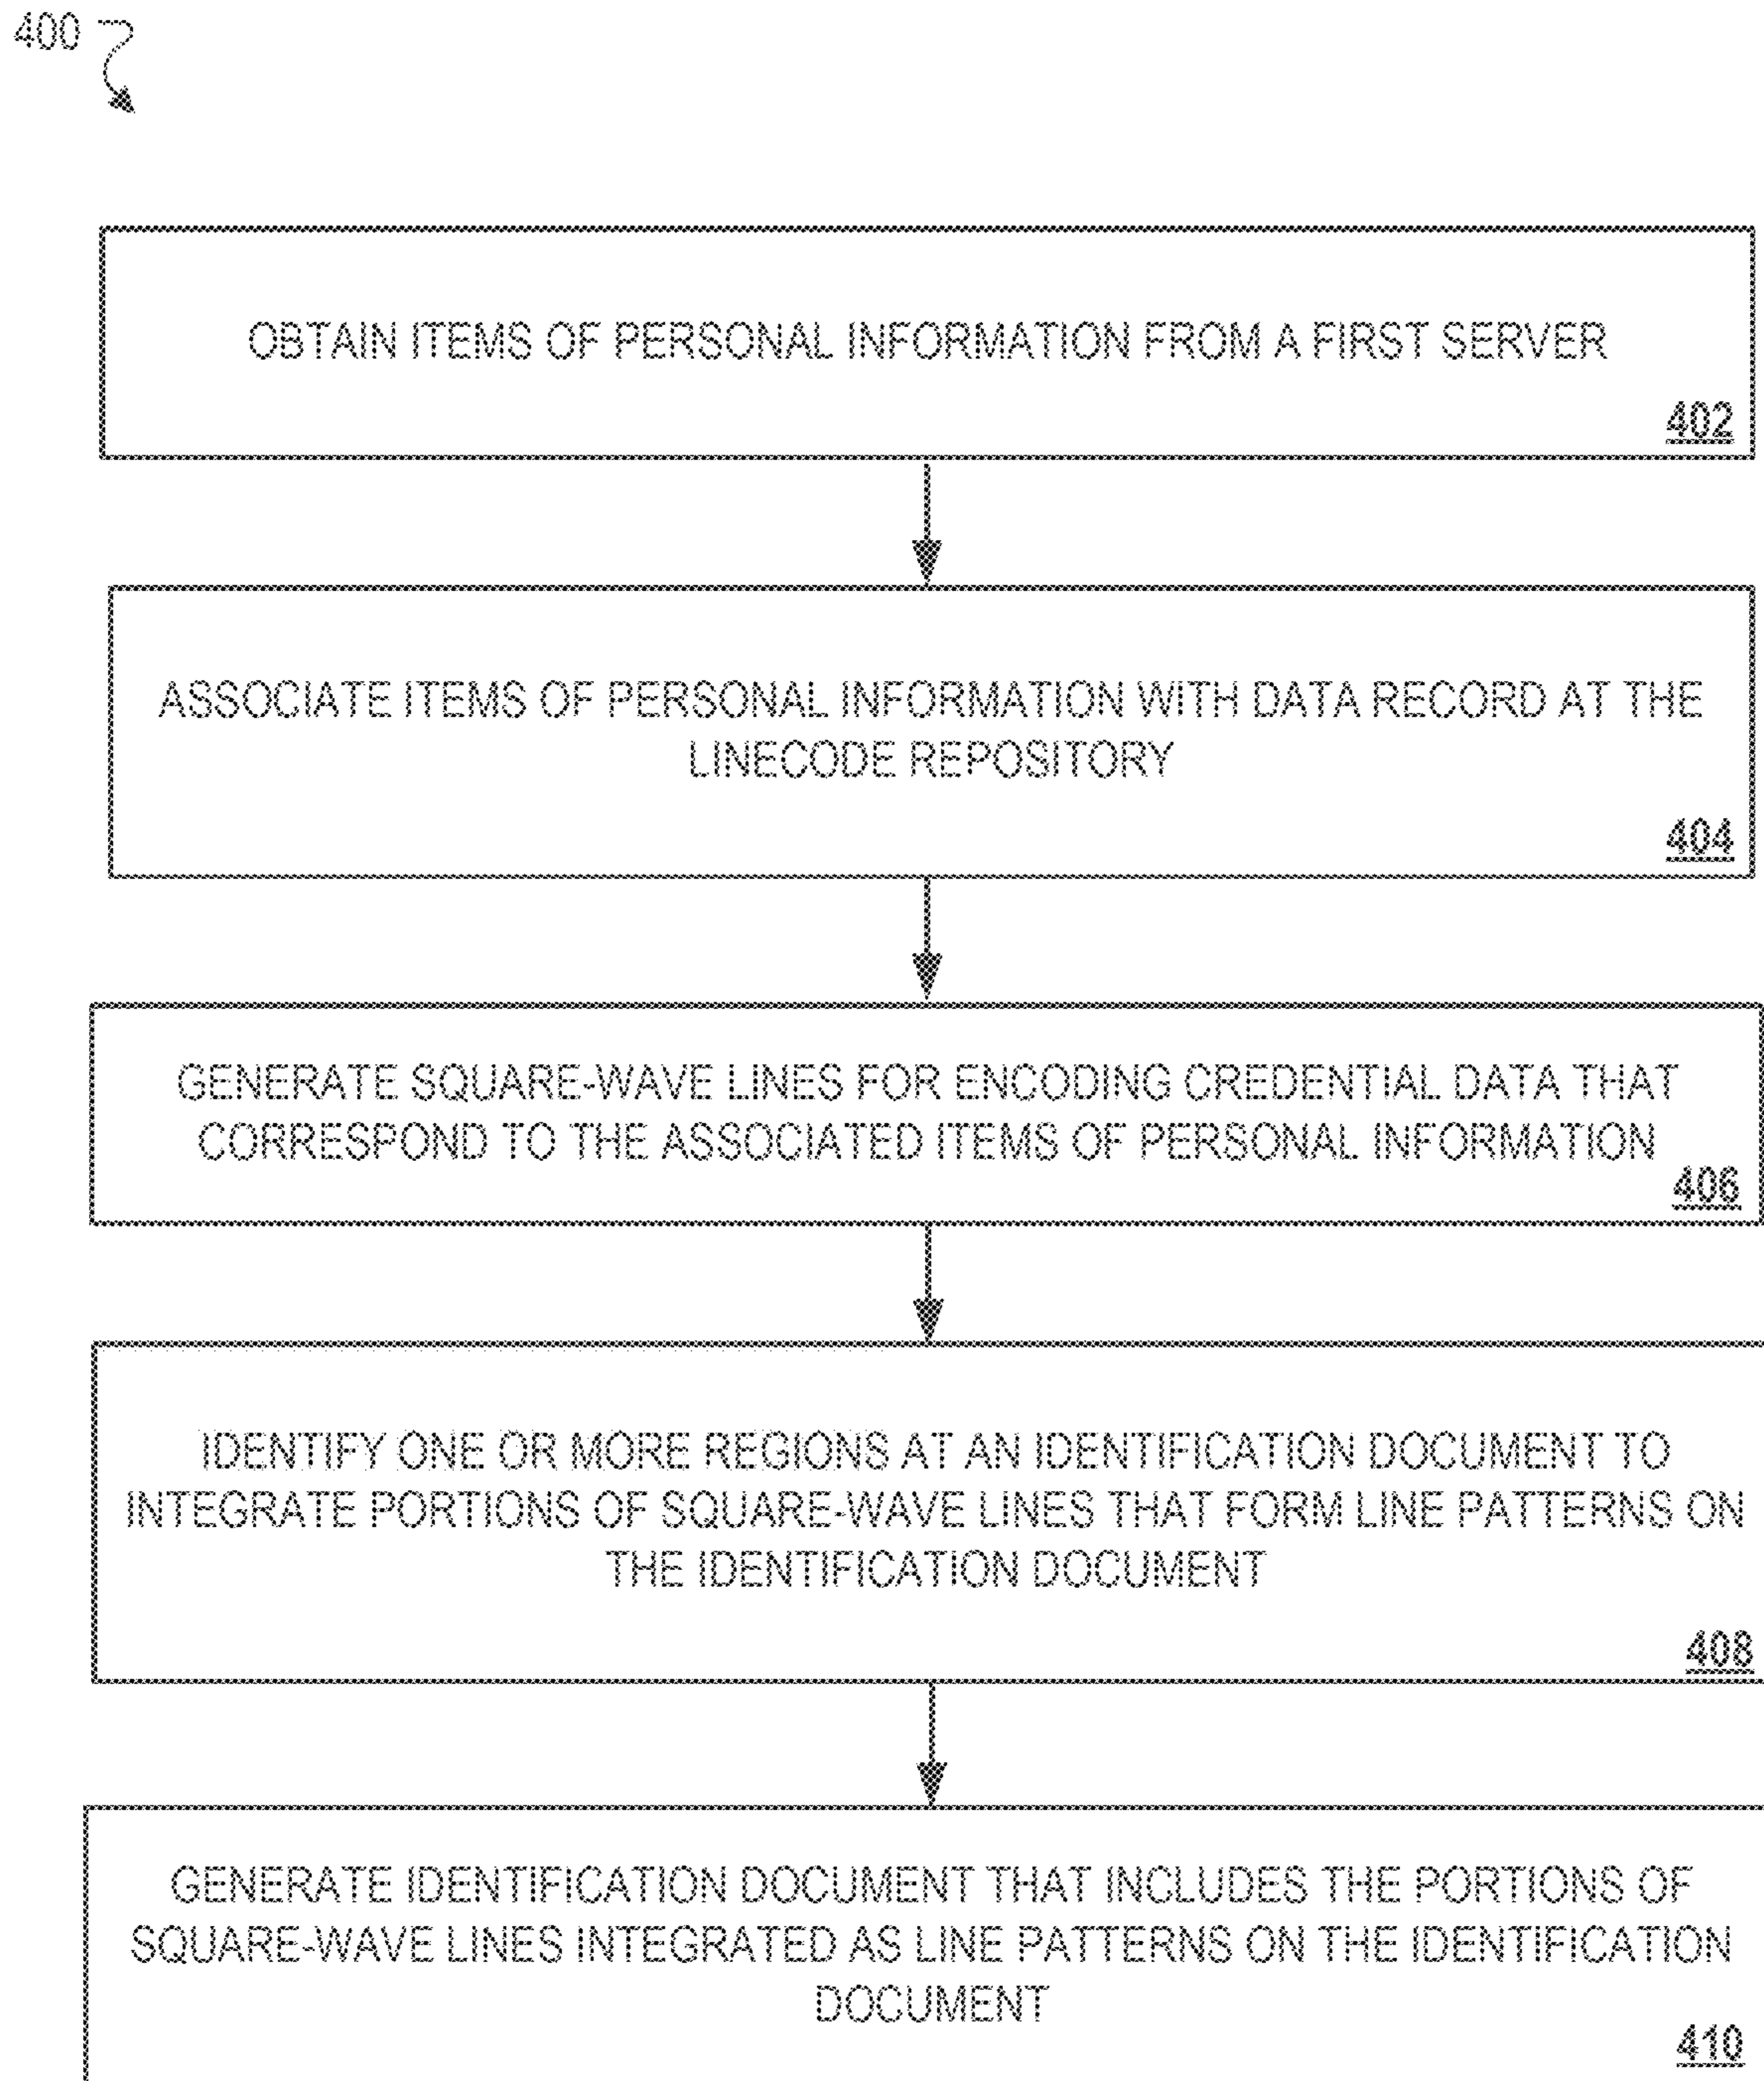 400
OBTAIN ITEMS OF PERSONAL INFORMATION FROM A FIRST SERVER
402
ASSOCIATE ITEMS OF PERSONAL INFORMATION WITH DATA RECORD AT THE
LINECODE REPOSITORY
404
GENERATE SQUARE-WAVE LINES FOR ENCODING CREDENTIAL DATA THAT
CORRESPOND TO THE ASSOCIATED ITEMS OF PERSONAL INFORMATION
406
IDENTIFY ONE OR MORE REGIONS AT AN IDENTIFICATION DOCUMENT TO
INTEGRATE PORTIONS OF SQUARE-WAVE LINES THAT FORM LINE PATTERNS ON
THE IDENTIFICATION DOCUMENT
408
GENERATE IDENTIFICATION DOCUMENT THAT INCLUDES THE PORTIONS OF
SQUARE-WAVE LINES INTEGRATED AS LINE PATTERNS ON THE IDENTIFICATION
DOCUMENT
410